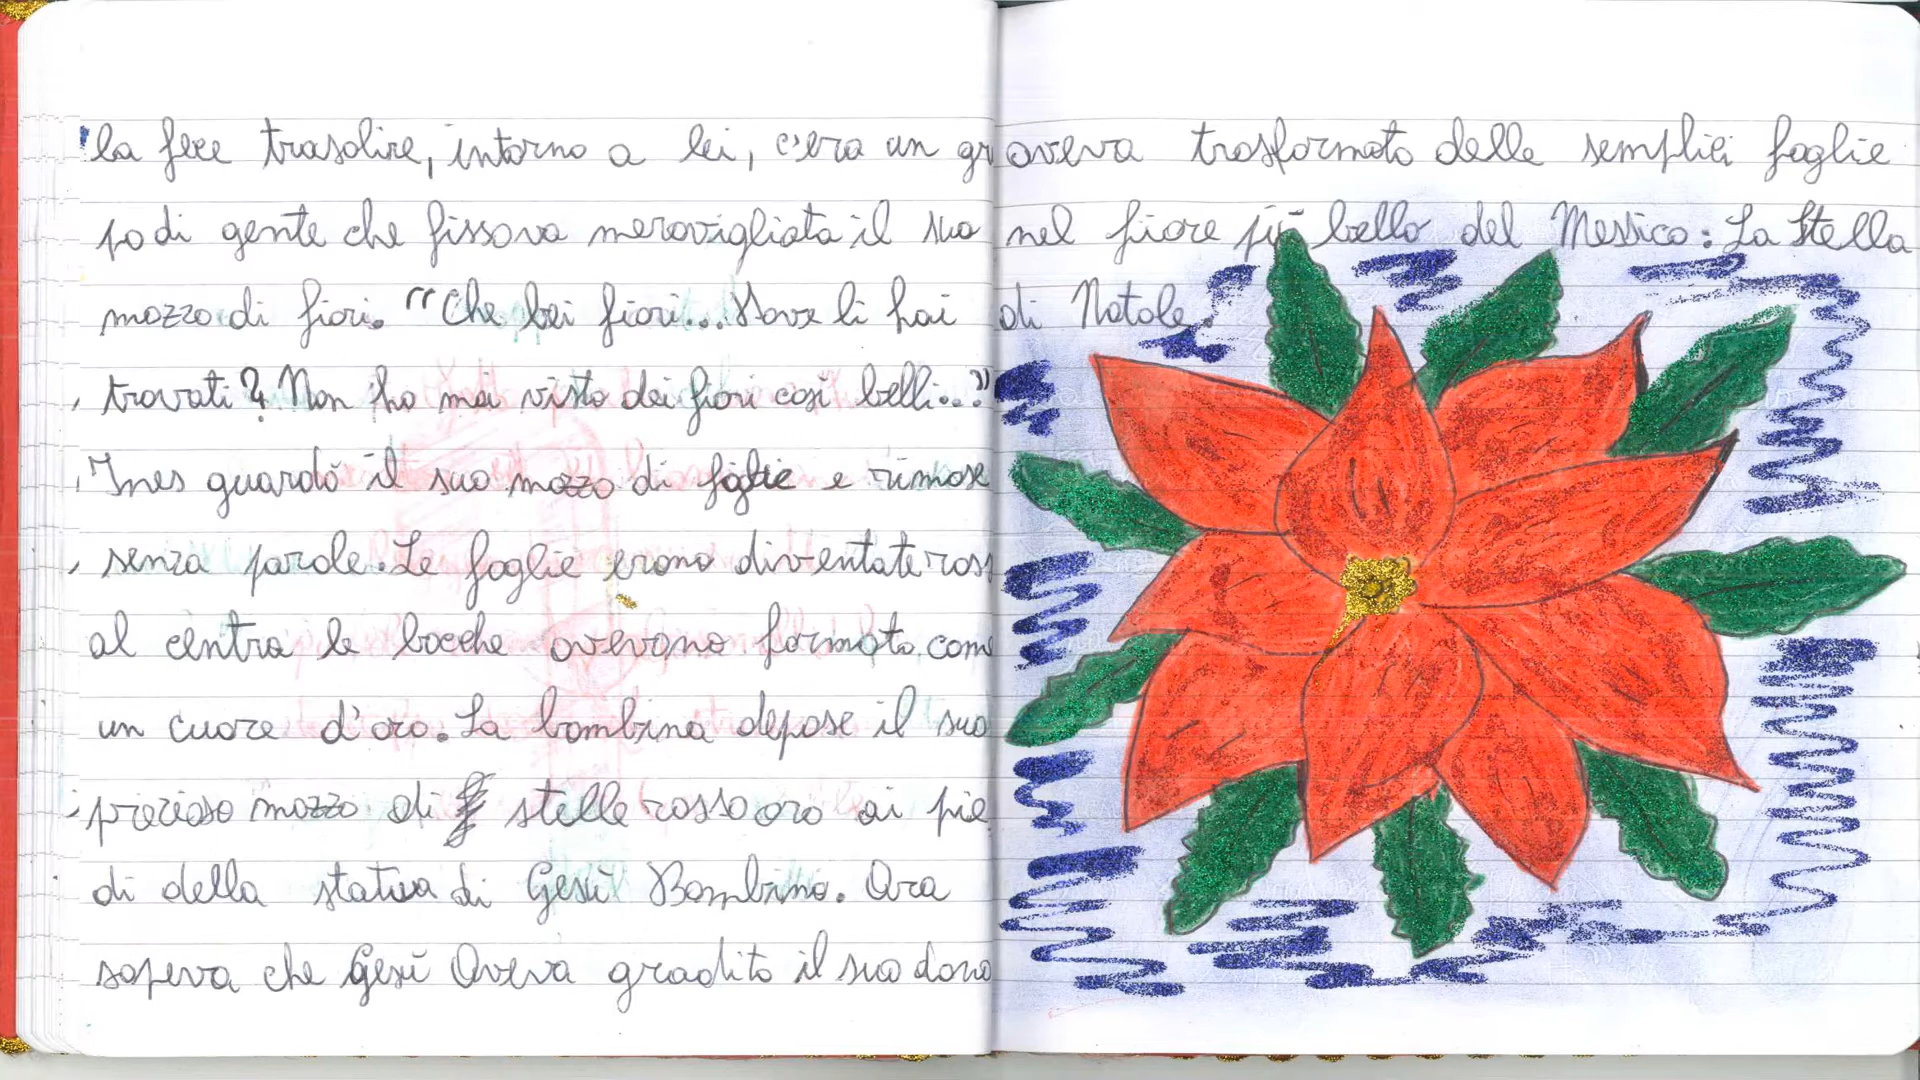 la fece trasalire, intorno a lei, c'era un gr
po di gente che fissava meravigliata il suo
mazzo di fiori. "Che bei fiori... Dove li hai
trovati? Non ho mai visto dei fiori così belli..."
Ines guardò il suo mazzo di foglie e rimase
senza parole. Le foglie erano diventate ross
al centro le bacche avevano formato come
un cuore d'oro. La bambina depose il suo
prezioso mazzo di stelle rosso oro ai pie
di della statua di Gesù Bambino. Ora
sapeva che Gesù Aveva gradito il suo dono
aveva trasformato delle semplici foglie
nel fiore più bello del Messico: La Stella
di Natale.